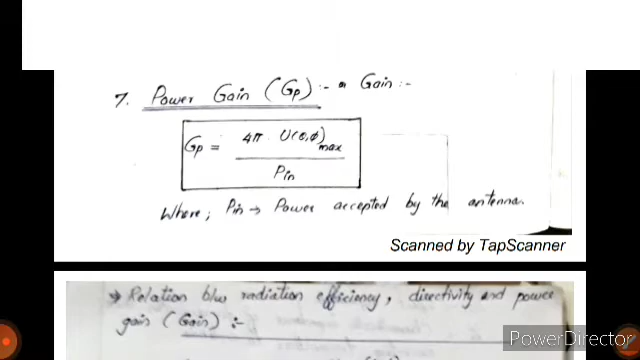 7. Power Gain (Gp) :- or Gain :-
Gp = 4π U(θ,φ)max / Pin
Where; Pin → Power accepted by the antenna.
Scanned by TapScanner
→ Relation b/w radiation efficiency, directivity and power
gain (Gain) :-
PowerDirector